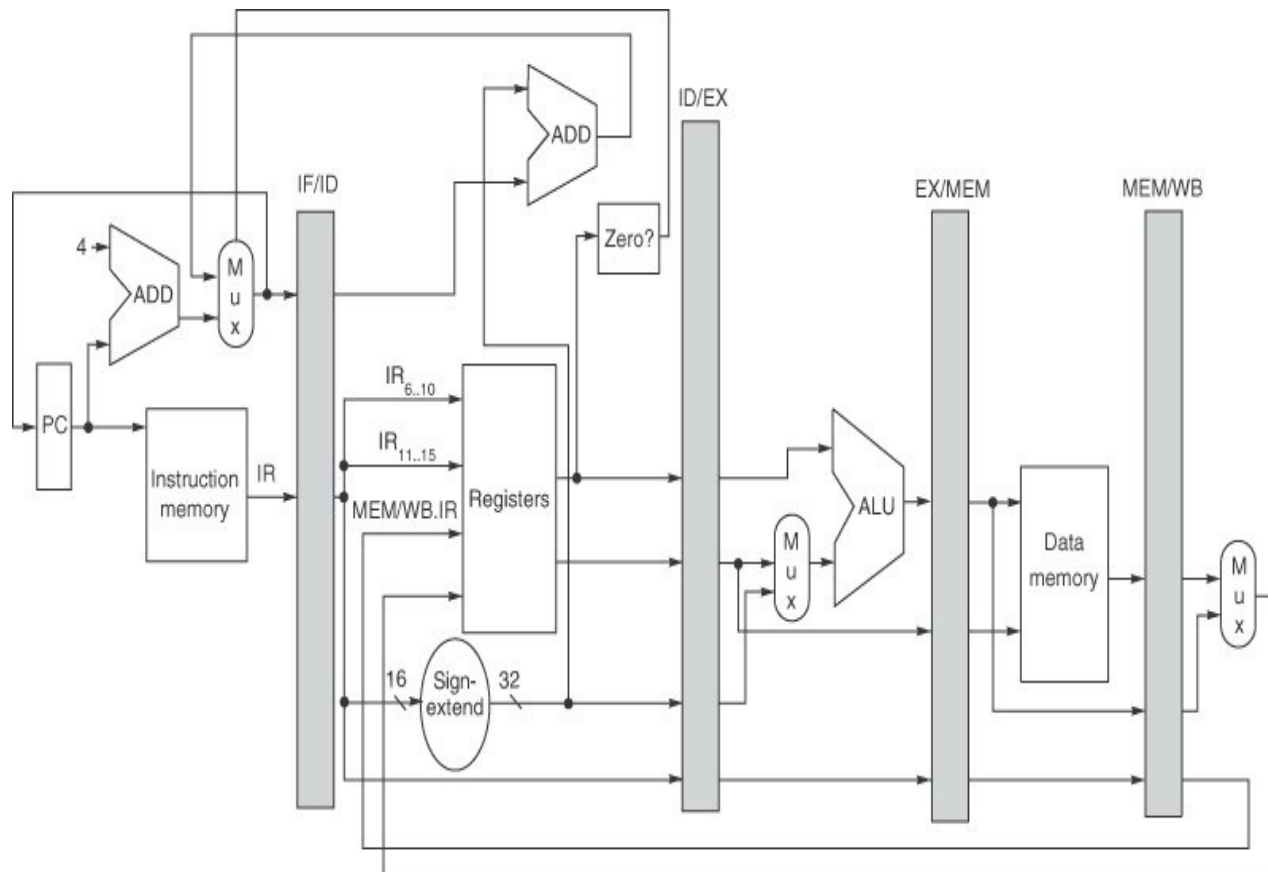 ID/EX
ADD
IF/ID
EX/MEM
MEM/WB
Zero?
4
ADD
M
u
x
IR6..10
PC
Instruction
memory
IR
IR11..15
MEM/WB.IR
Registers
ALU
M
u
x
Data
memory
M
u
x
16
Sign-
extend
32